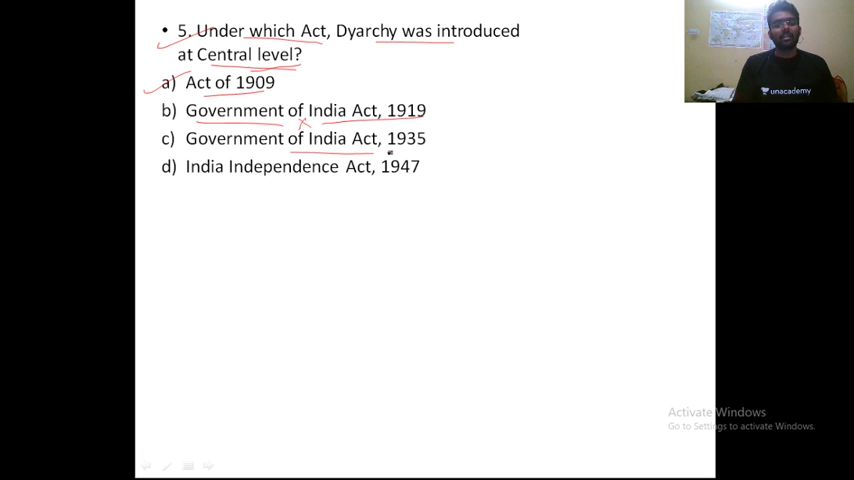 • 5. Under which Act, Dyarchy was introduced
at Central level?
a) Act of 1909
b) Government of India Act, 1919
c) Government of India Act, 1935
d) India Independence Act, 1947
unacademy
Activate Windows
Go to Settings to activate Windows.